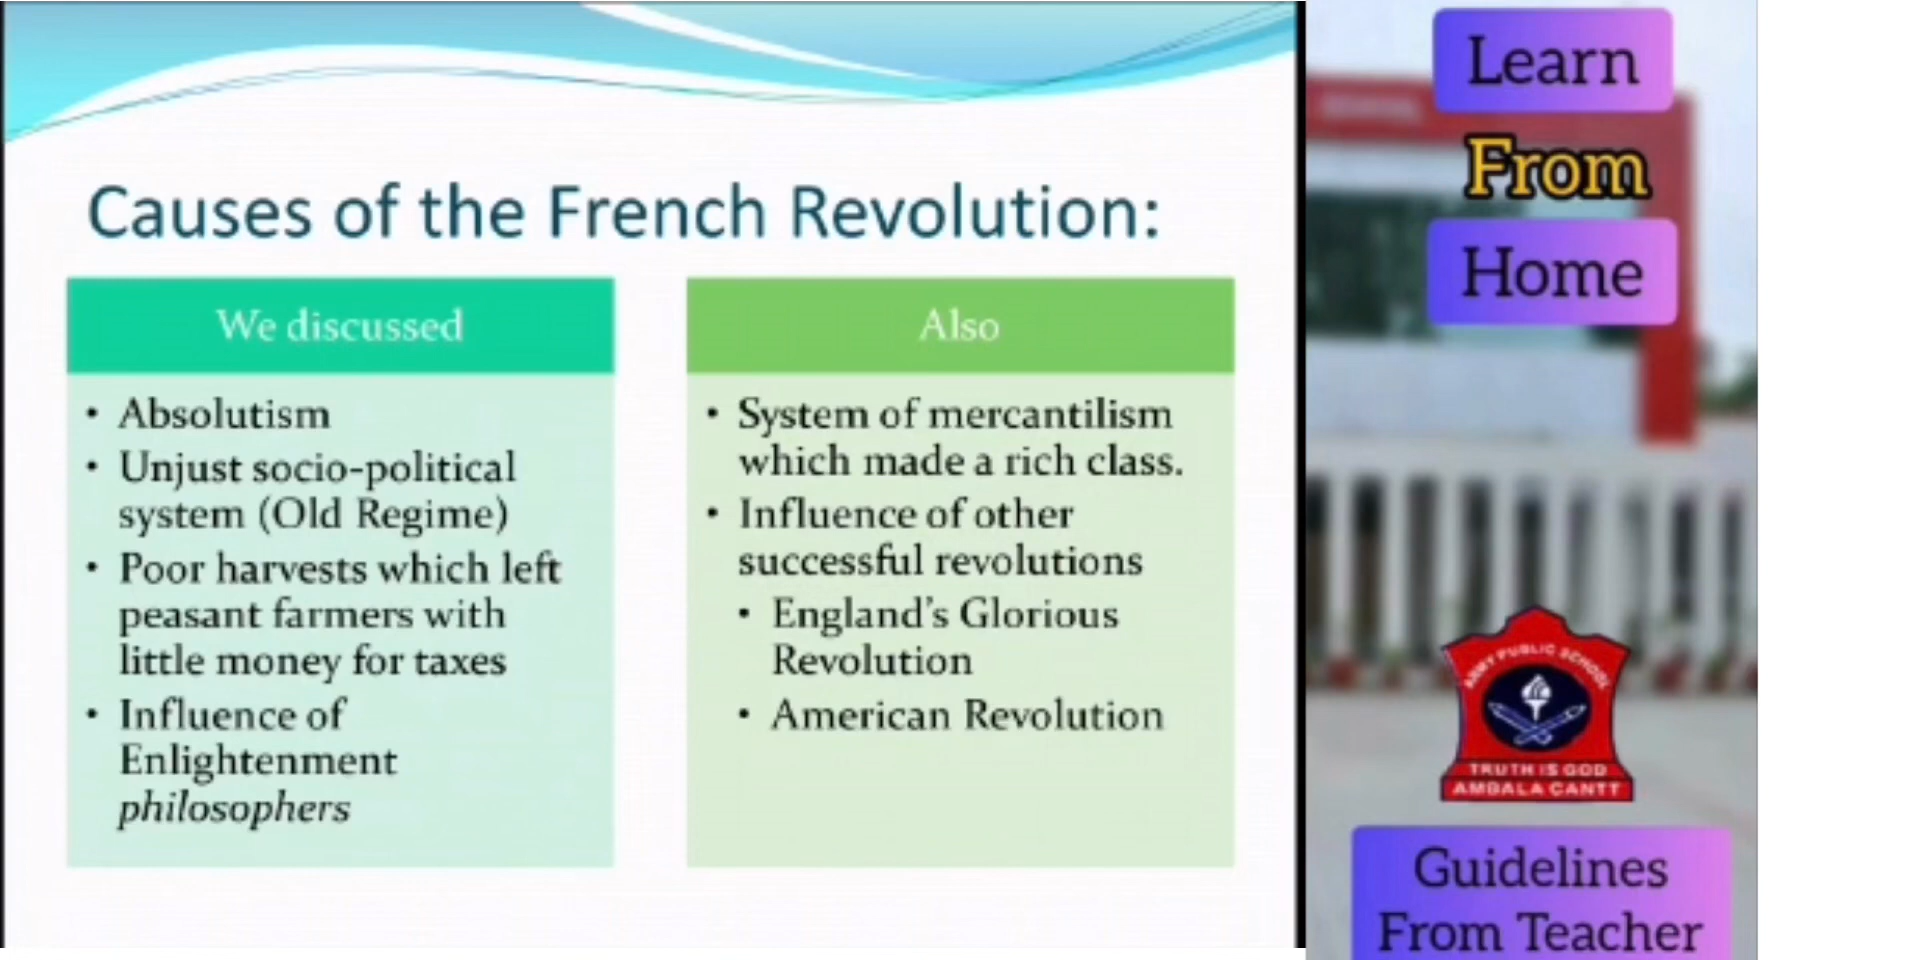 Causes of the French Revolution:
We discussed
• Absolutism
• Unjust socio-political
system (Old Regime)
• Poor harvests which left
peasant farmers with
little money for taxes
• Influence of
Enlightenment
philosophers
Also
• System of mercantilism
which made a rich class.
• Influence of other
successful revolutions
• England's Glorious
Revolution
• American Revolution
Learn
From
Home
ARMY PUBLIC SCHOOL
TRUTH IS GOD
AMBALA CANTT
Guidelines
From Teacher